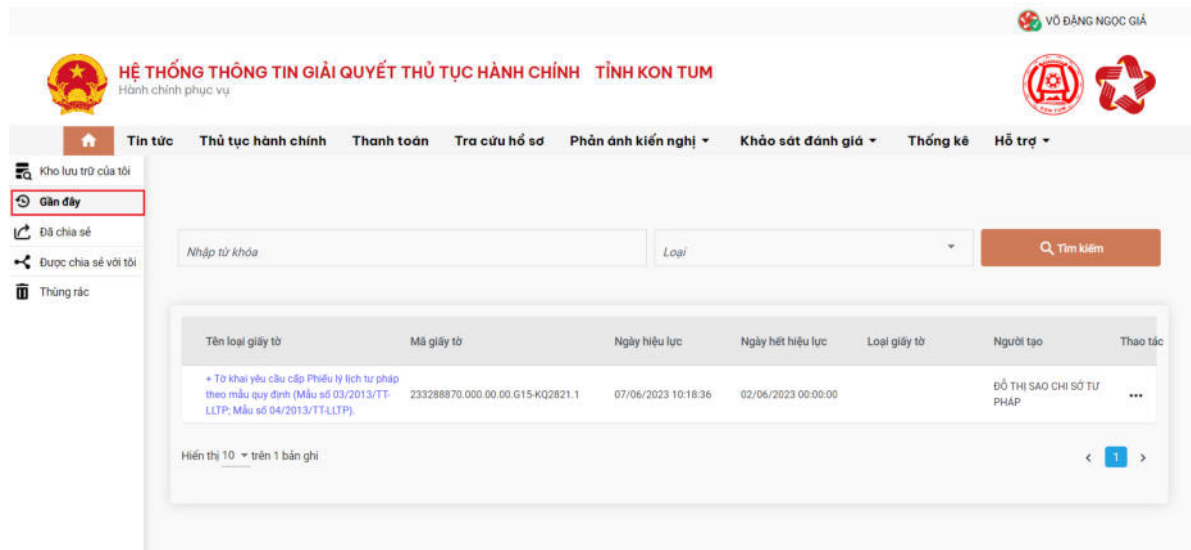 VÕ ĐẶNG NGỌC GIẢ
HỆ THỐNG THÔNG TIN GIẢI QUYẾT THỦ TỤC HÀNH CHÍNH TỈNH KON TUM
Hành chính phục vụ
KON TUM
Tin tức Thủ tục hành chính Thanh toán Tra cứu hồ sơ Phản ánh kiến nghị Khảo sát đánh giá Thống kê Hỗ trợ
Kho lưu trữ của tôi
Gần đây
Đã chia sẻ
Được chia sẻ với tôi
Thùng rác
Nhập từ khóa Loại Tìm kiếm
Tên loại giấy tờ Mã giấy tờ Ngày hiệu lực Ngày hết hiệu lực Loại giấy tờ Người tạo Thao tác
+ Tờ khai yêu cầu cấp Phiếu lý lịch tư pháp
theo mẫu quy định (Mẫu số 03/2013/TT-
LLTP; Mẫu số 04/2013/TT-LLTP).
233288870.000.00.00.G15-KQ2821.1 07/06/2023 10:18:36 02/06/2023 00:00:00
ĐỖ THỊ SAO CHI SỞ TƯ
PHÁP
Hiển thị 10 trên 1 bản ghi
1